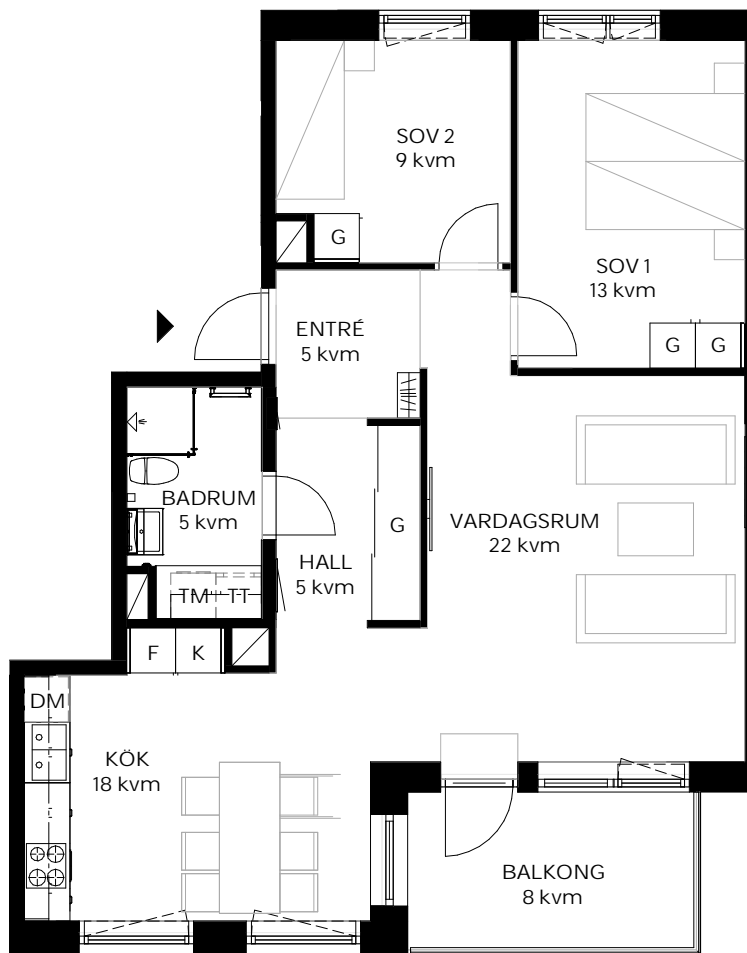 SOV 2
9 kvm
G
SOV 1
13 kvm
G G
ENTRÉ
5 kvm
BADRUM
5 kvm
G
VARDAGSRUM
22 kvm
HALL
5 kvm
TM TT
F K
DM
KÖK
18 kvm
BALKONG
8 kvm